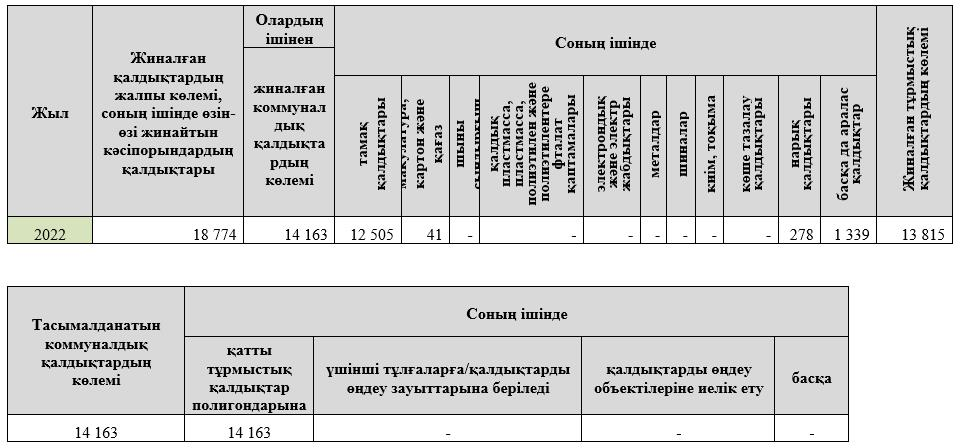 Жыл
Жиналған
қалдықтардың
жалпы көлемі,
соның ішінде өзін-
өзі жинайтын
кәсіпорындардың
қалдықтары
Олардың
ішінен
жиналған
коммунал
дық
қалдықта
рдың
көлемі
Соның ішінде
тамақ
қалдықтары
макулатура,
картон және
қағаз
шыны
қалдық
пластмасса,
пластмасса,
полиэтилен және
полиэтилентере
фталат
қаптамалары
электрондық
және электр
жабдықтары
металдар
шиналар
киім, тоқыма
көше тазалау
қалдықтары
нарық
қалдықтары
басқа да аралас
қалдықтар
Жиналған тұрмыстық
қалдықтардың көлемі
2022 18 774 14 163 12 505 41 - - - - - - - 278 1 339 13 815
Тасымалданатын
коммуналдық
қалдықтардың
көлемі
Соның ішінде
қатты
тұрмыстық
қалдықтар
полигондарына
үшінші тұлғаларға/қалдықтарды
өңдеу зауыттарына беріледі
қалдықтарды өңдеу
объектілеріне иелік ету
басқа
14 163 14 163 - - -